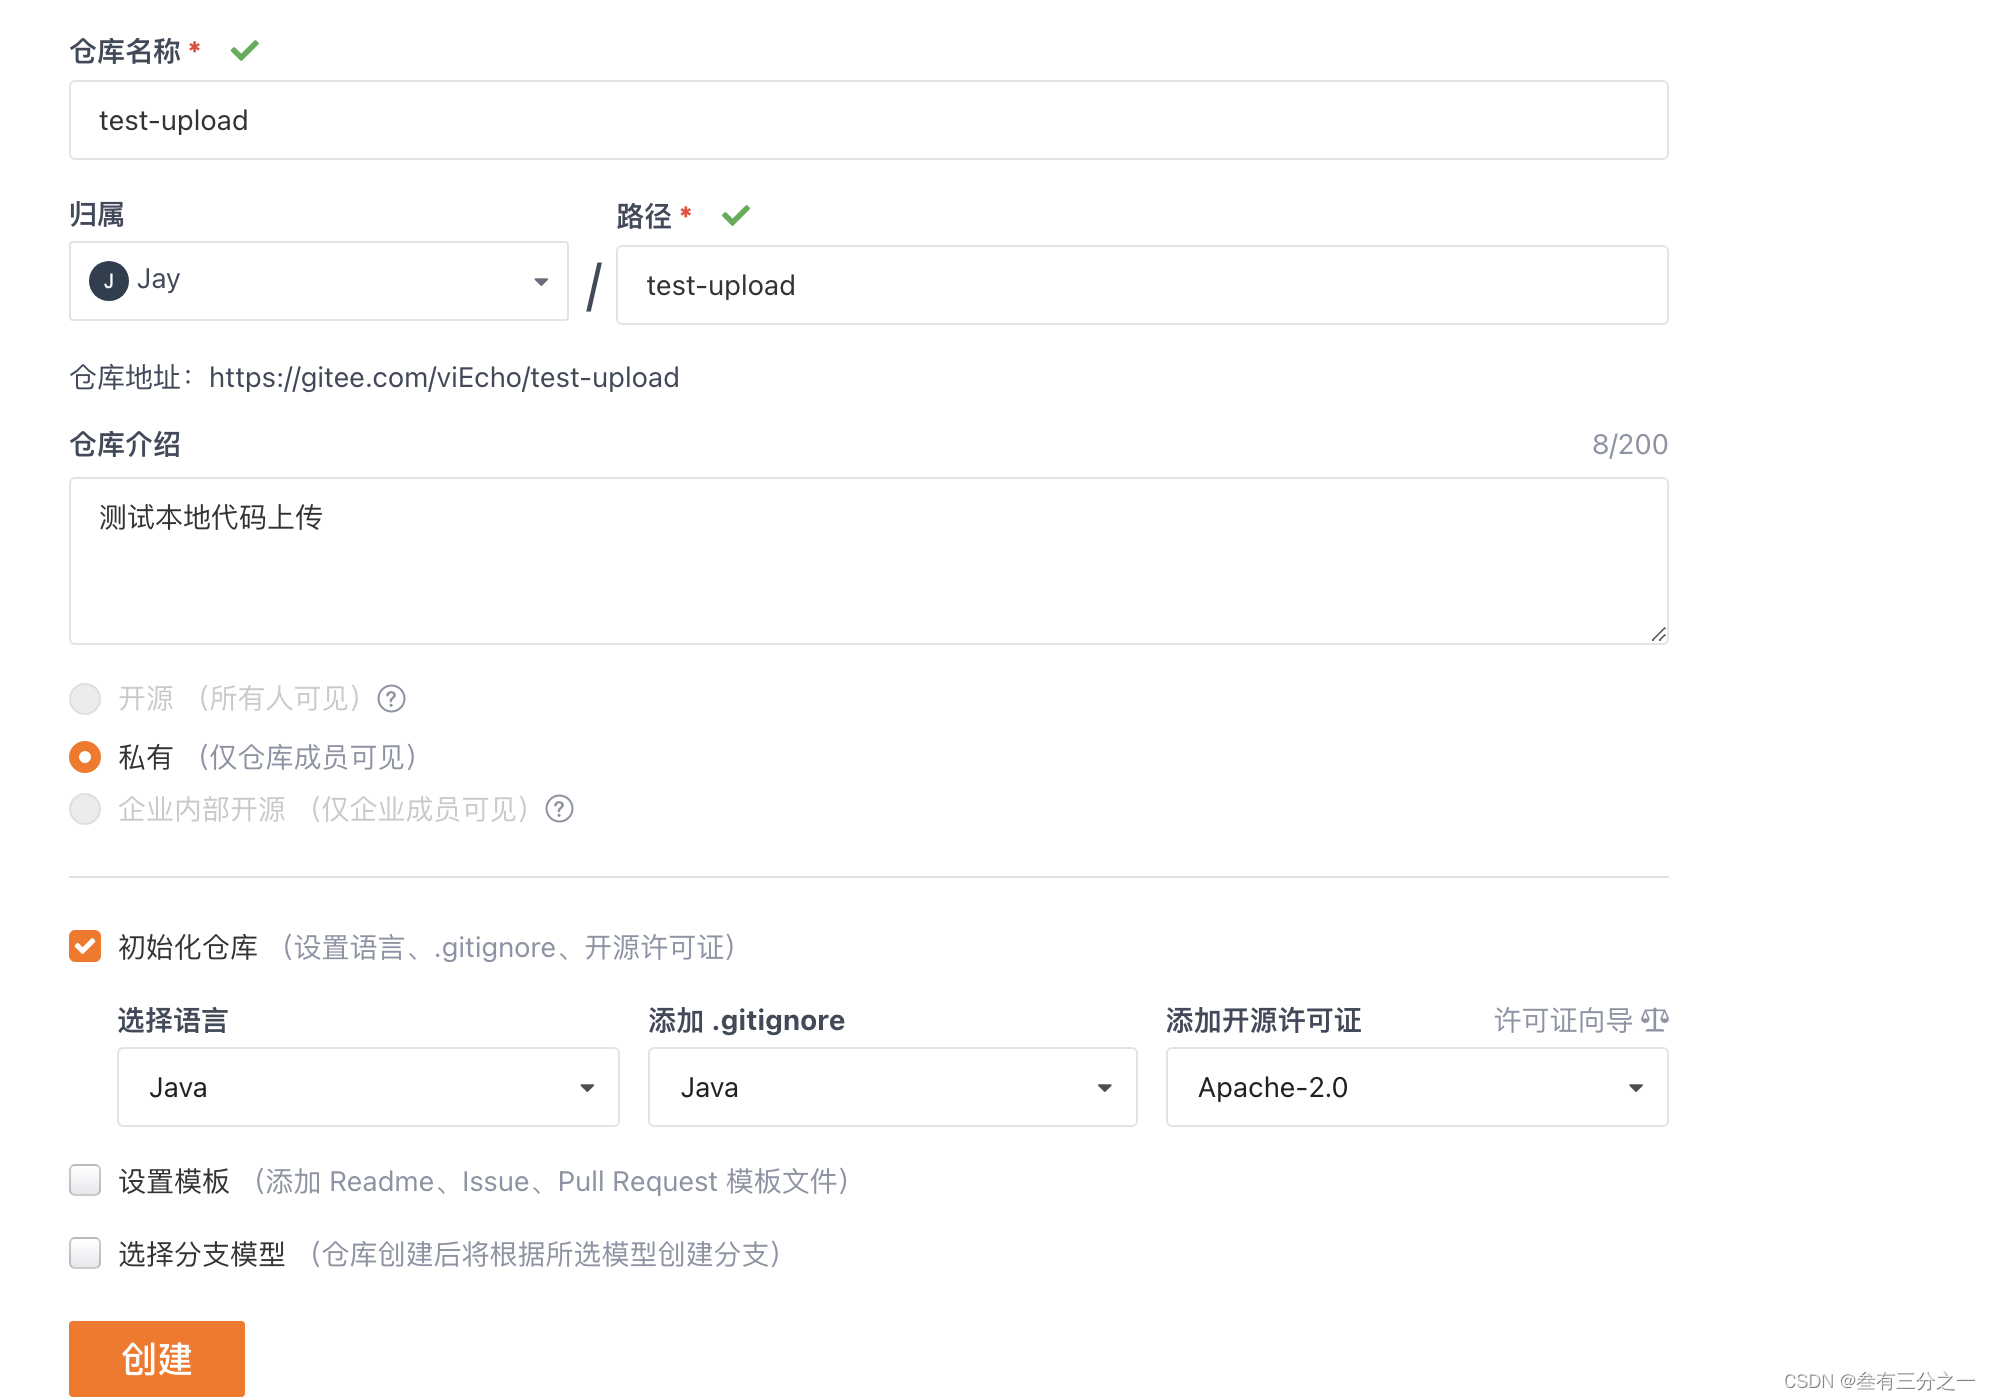 仓库名称 *
test-upload
归属
路径 *
J Jay
/
test-upload
仓库地址：https://gitee.com/viEcho/test-upload
仓库介绍 8/200
测试本地代码上传
开源 （所有人可见） ?
私有 （仅仓库成员可见）
企业内部开源 （仅企业成员可见） ?
初始化仓库 （设置语言、.gitignore、开源许可证）
选择语言 添加 .gitignore 添加开源许可证 许可证向导
Java Java Apache-2.0
设置模板 （添加 Readme、Issue、Pull Request 模板文件）
选择分支模型 （仓库创建后将根据所选模型创建分支）
创建
CSDN @叁有三分之一